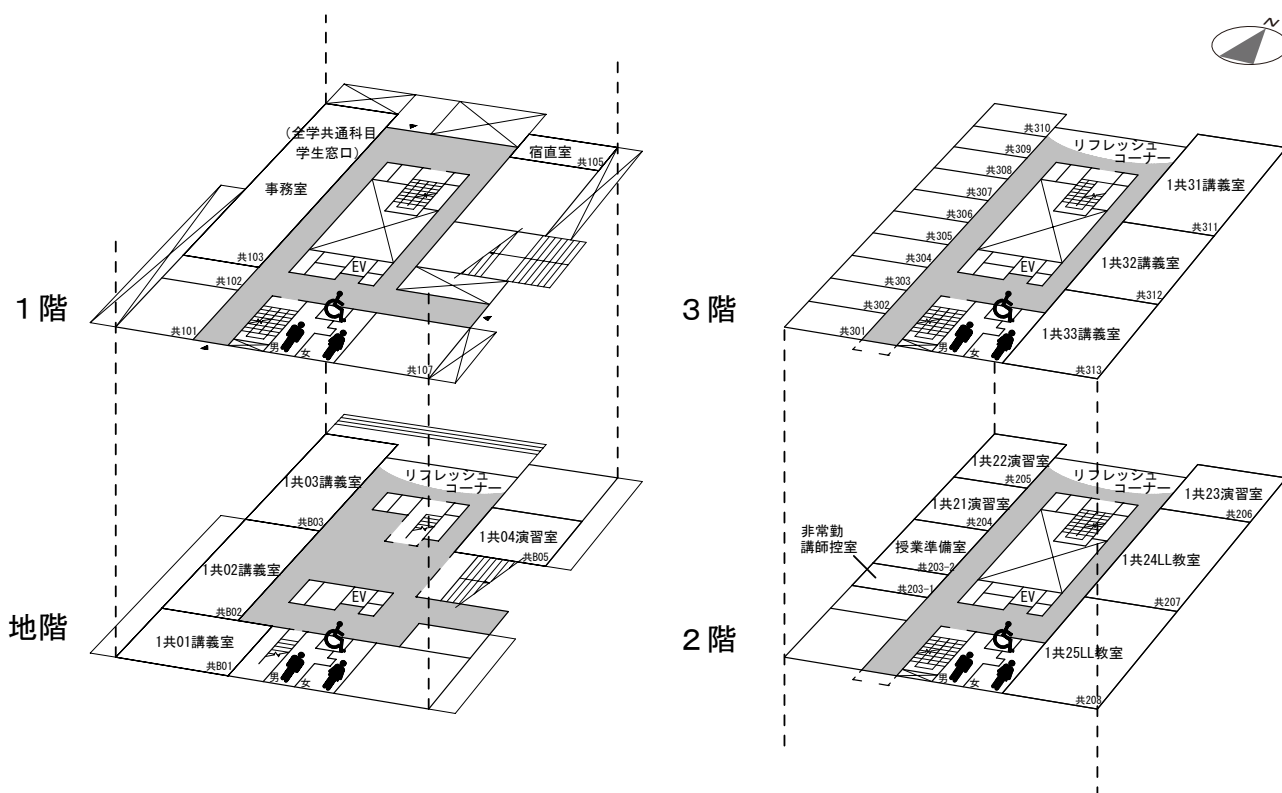 N
1階
(全学共通科目
学生窓口)
事務室
宿直室
共105
共103
共102
共101
共107
EV
男
女
3階
共310
共309
共308
共307
共306
共305
共304
共303
共302
共301
リフレッシュ
コーナー
1共31講義室
共311
1共32講義室
共312
1共33講義室
共313
EV
男
女
地階
1共03講義室
共B03
1共02講義室
共B02
1共01講義室
共B01
リフレッシュ
コーナー
1共04演習室
共B05
EV
男
女
2階
1共22演習室
共205
1共21演習室
共204
授業準備室
共203-2
非常勤
講師控室
共203-1
リフレッシュ
コーナー
1共23演習室
共206
1共24LL教室
共207
1共25LL教室
共208
EV
男
女